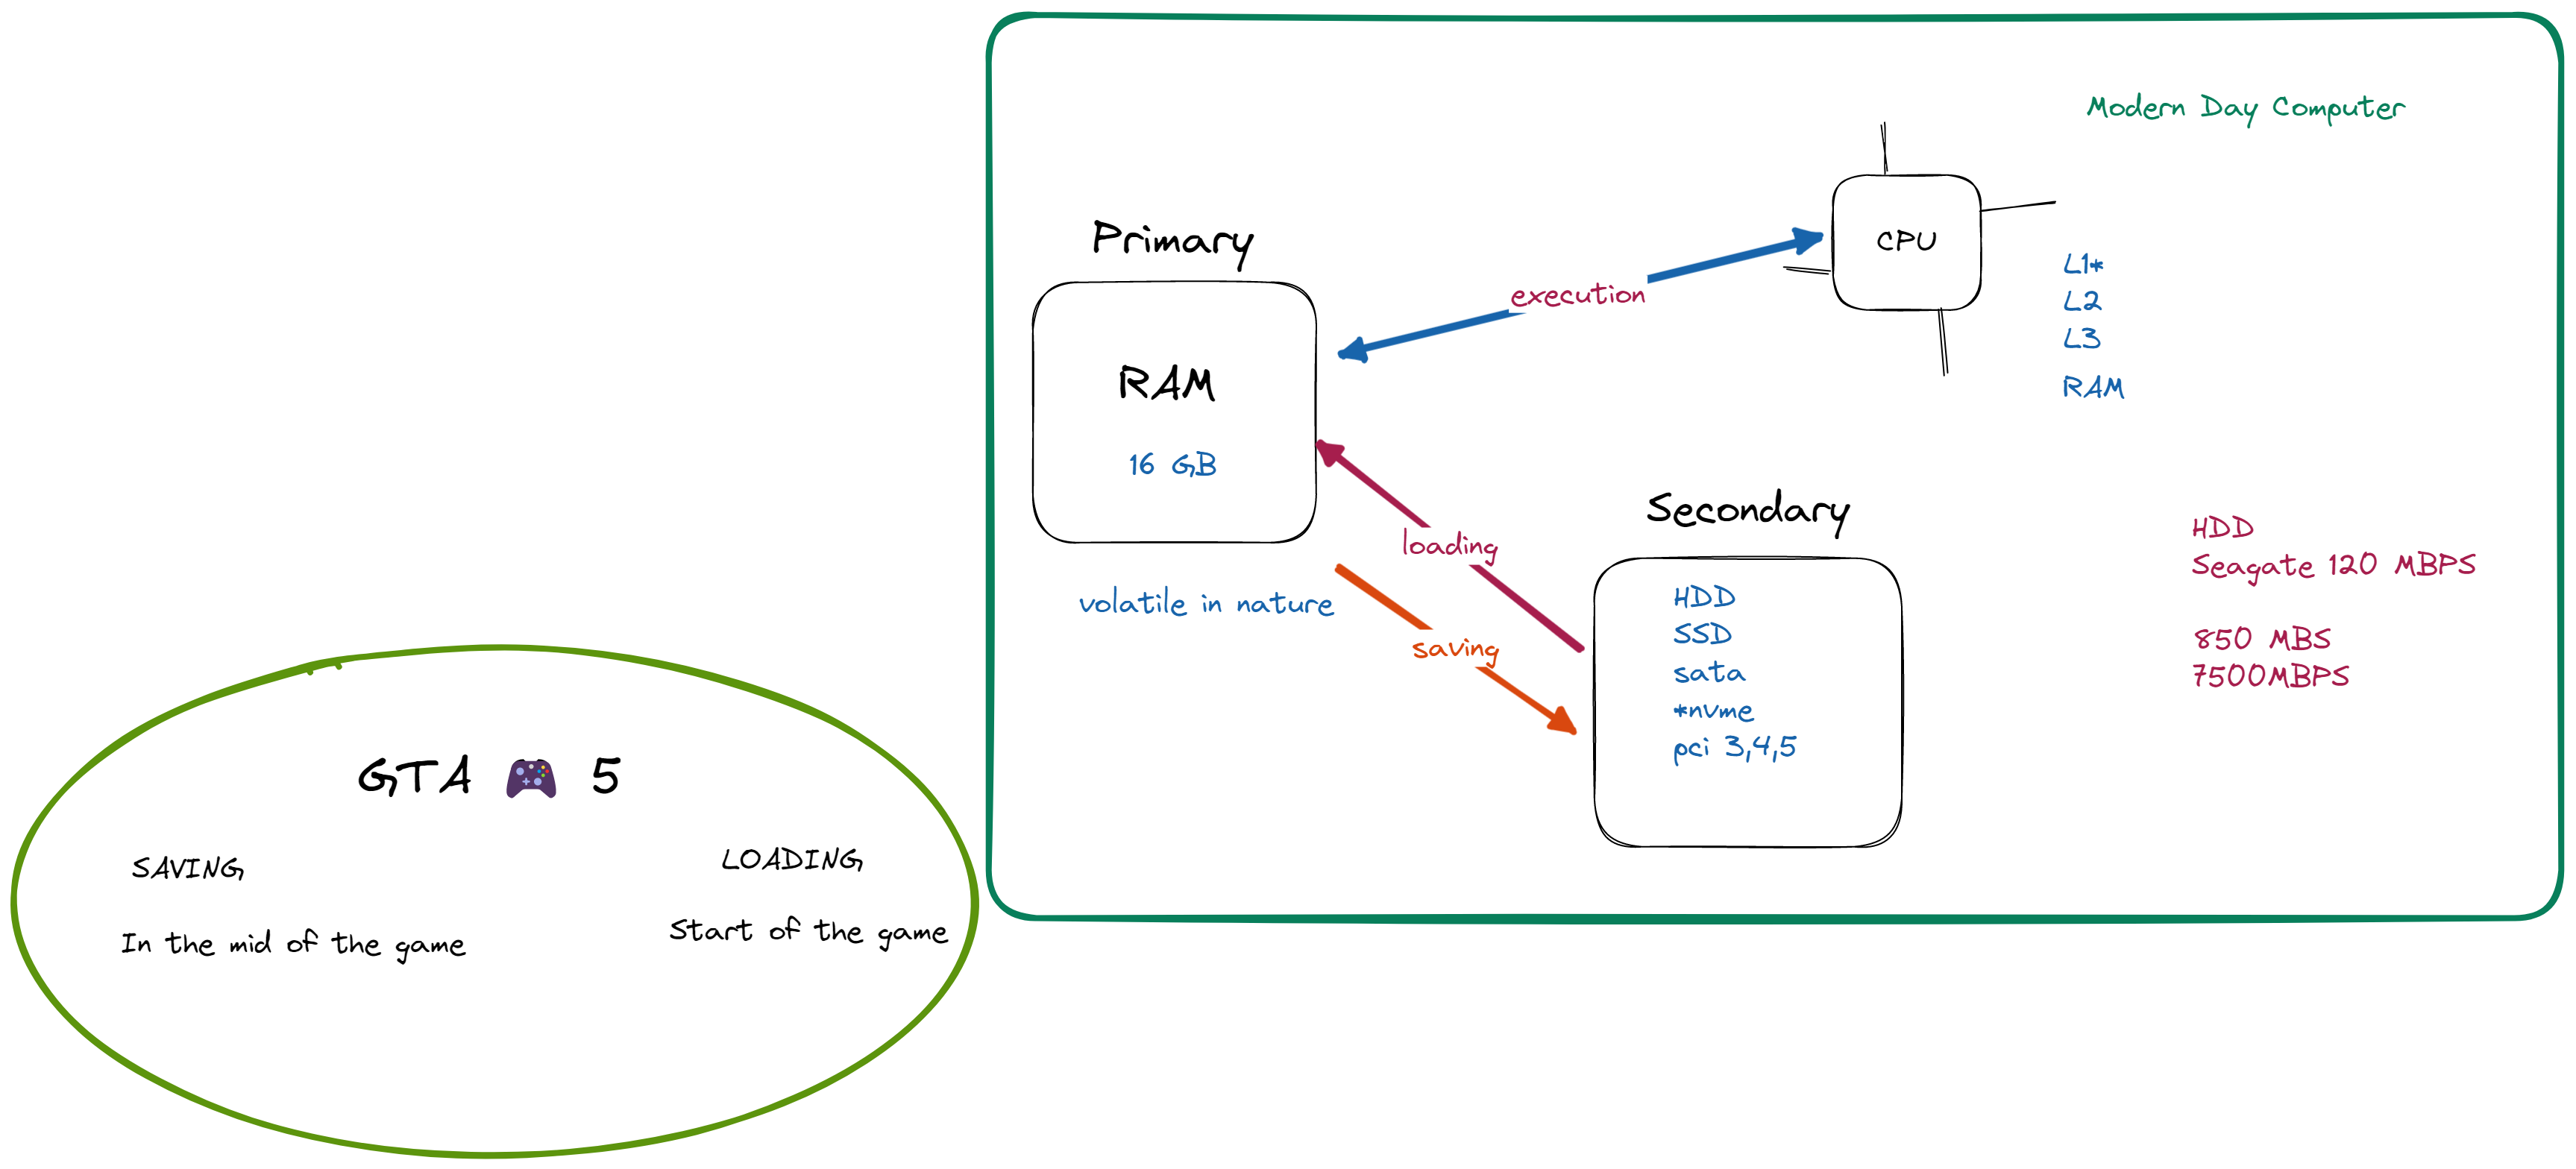 Modern Day Computer
Primary
RAM
16 GB
volatile in nature
execution
CPU
L1*
L2
L3
RAM
loading
saving
Secondary
HDD
SSD
sata
*nvme
pci 3,4,5
HDD
Seagate 120 MBPS
850 MBS
7500MBPS
GTA 🎮 5
SAVING
In the mid of the game
LOADING
Start of the game